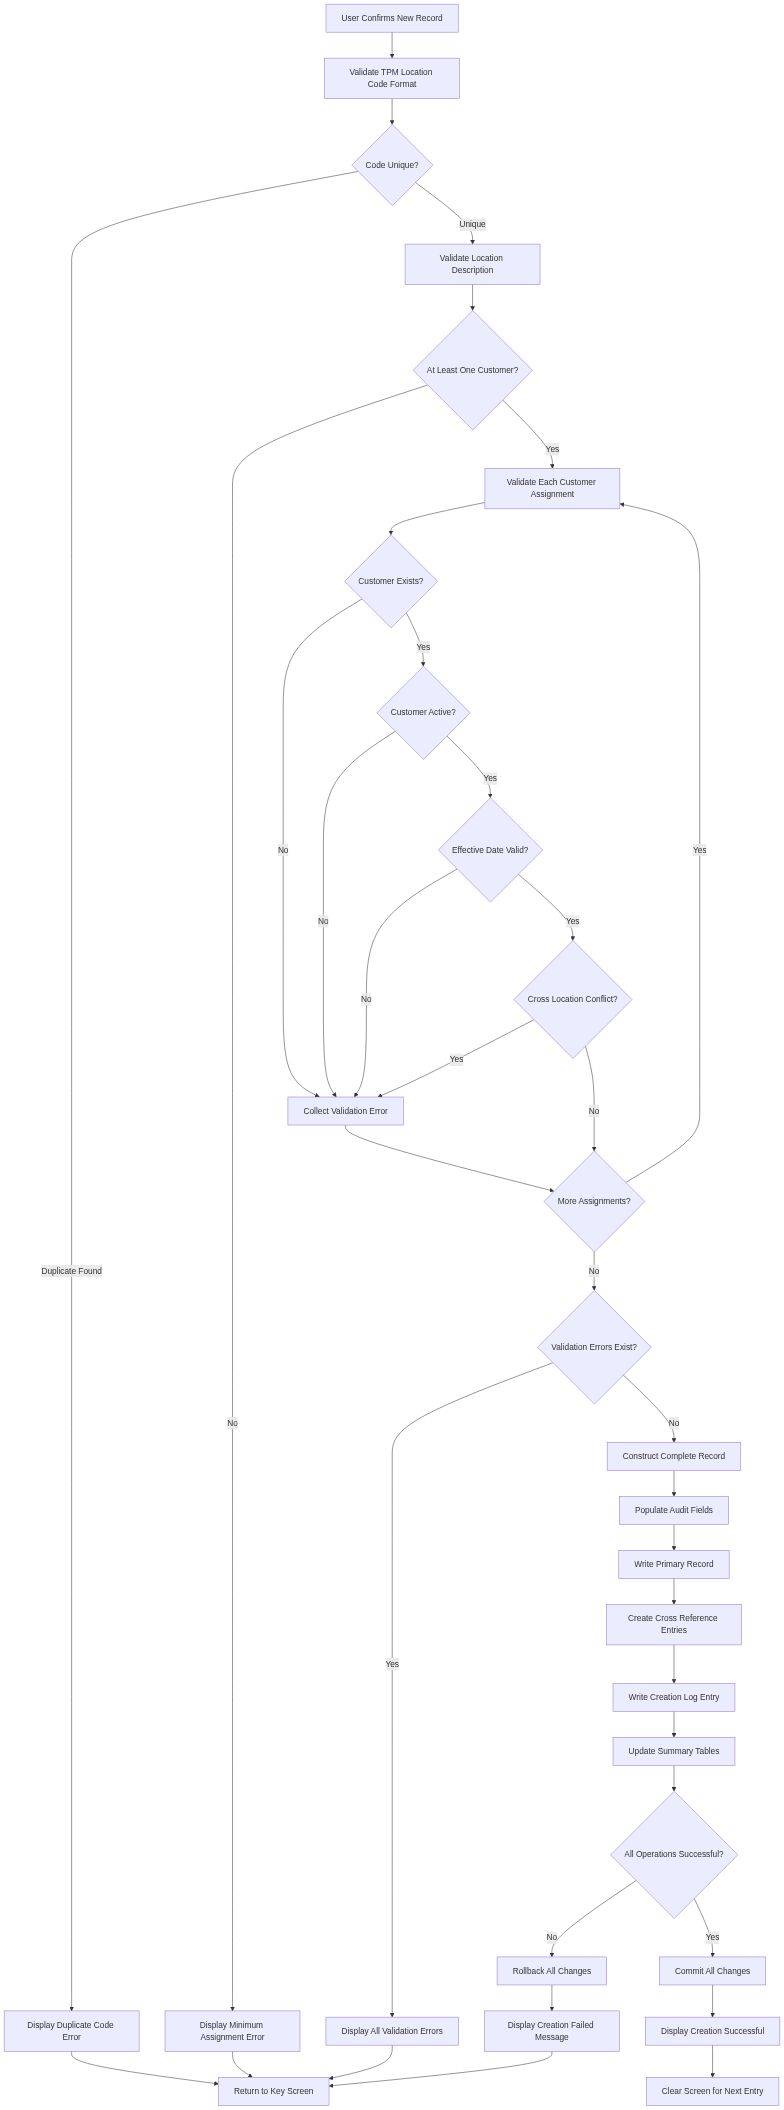 User Confirms New Record
Validate TPM Location
Code Format
Code Unique?
Unique
Validate Location
Description
At Least One Customer?
Yes
Validate Each Customer
Assignment
Customer Exists?
Yes
Customer Active?
Yes
No
Effective Date Valid?
Yes
Yes
No
No
Cross Location Conflict?
Yes
Collect Validation Error
No
More Assignments?
Duplicate Found
No
Validation Errors Exist?
No
No
Construct Complete Record
Populate Audit Fields
Write Primary Record
Create Cross Reference
Entries
Yes
Write Creation Log Entry
Update Summary Tables
All Operations Successful?
No
Yes
Rollback All Changes
Commit All Changes
Display Duplicate Code
Error
Display Minimum
Assignment Error
Display All Validation Errors
Display Creation Failed
Message
Display Creation Successful
Return to Key Screen
Clear Screen for Next Entry